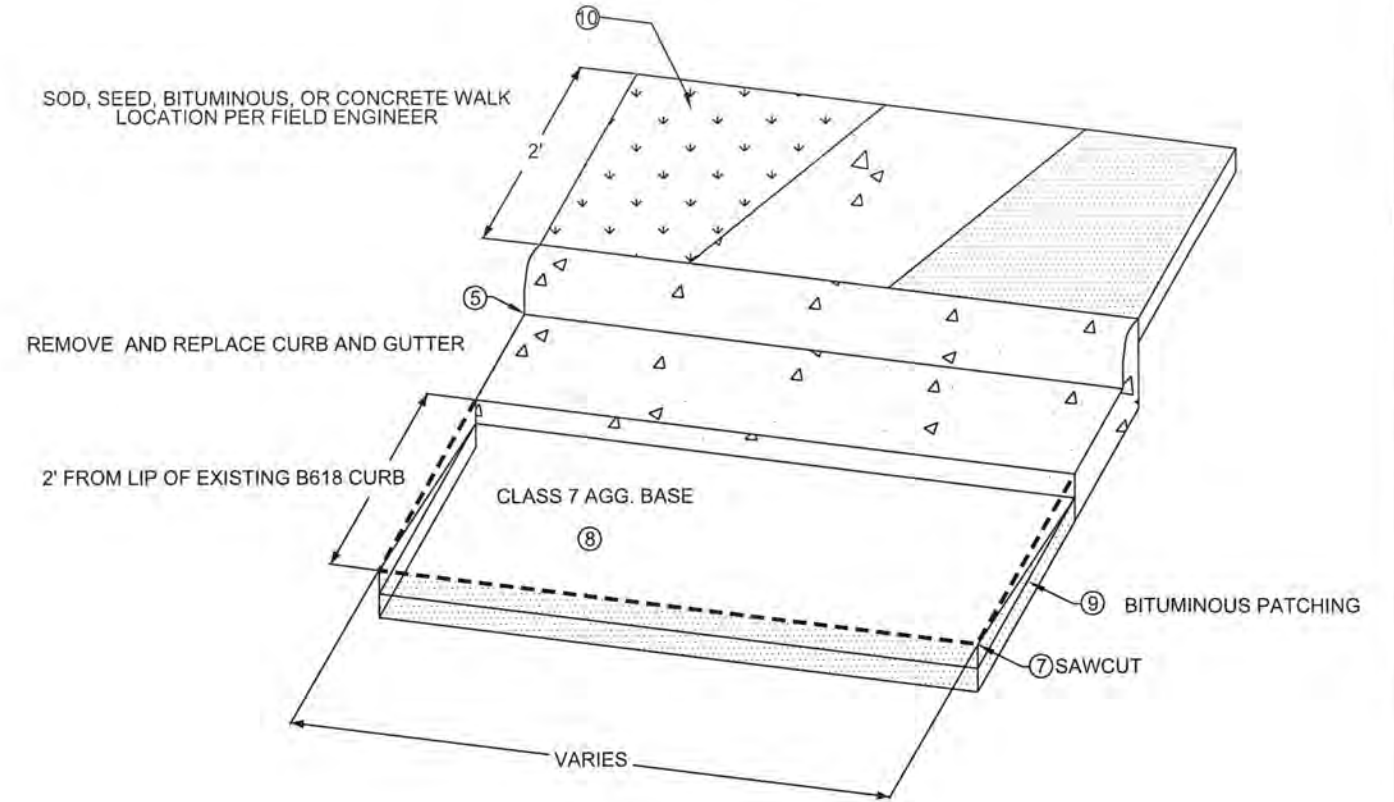 ⑩
SOD, SEED, BITUMINOUS, OR CONCRETE WALK
LOCATION PER FIELD ENGINEER
2'
⑤
REMOVE AND REPLACE CURB AND GUTTER
2' FROM LIP OF EXISTING B618 CURB
CLASS 7 AGG. BASE
⑧
⑨ BITUMINOUS PATCHING
⑦ SAWCUT
VARIES